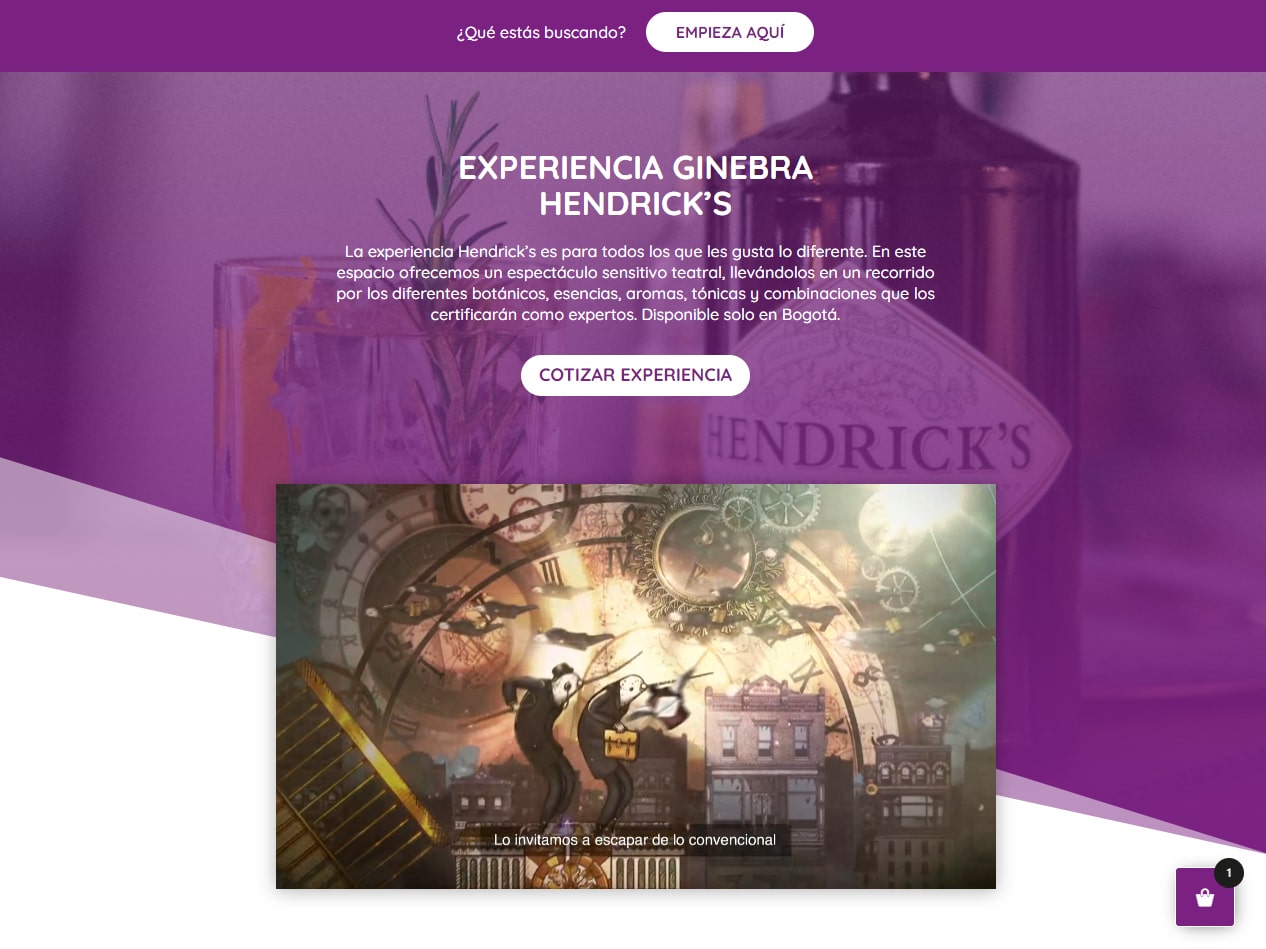 ¿Qué estás buscando? EMPIEZA AQUÍ
EXPERIENCIA GINEBRA
HENDRICK’S
La experiencia Hendrick’s es para todos los que les gusta lo diferente. En este
espacio ofrecemos un espectáculo sensitivo teatral, llevándolos en un recorrido
por los diferentes botánicos, esencias, aromas, tónicas y combinaciones que los
certificarán como expertos. Disponible solo en Bogotá.
COTIZAR EXPERIENCIA
HENDRICK’S
Lo invitamos a escapar de lo convencional
1